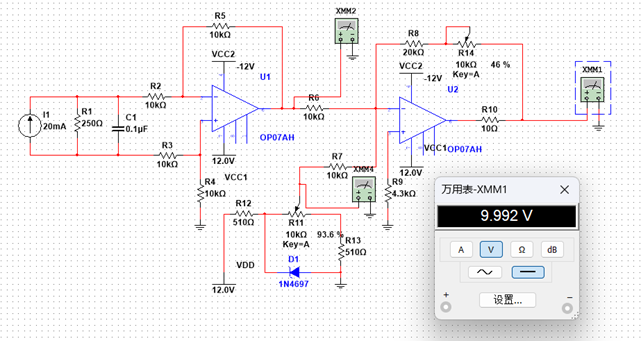 XMM2
R5
10kΩ
R8
20kΩ
R14
10kΩ
Key=A
46 %
XMM1
VCC2
-12V
U1
VCC2
-12V
U2
I1
20mA
R1
250Ω
C1
0.1µF
R2
10kΩ
R6
10kΩ
R10
10Ω
OP07AH
VCC1
OP07AH
R3
10kΩ
12.0V
VCC1
R7
10kΩ
XMM4
12.0V
R4
10kΩ
R9
4.3kΩ
R12
510Ω
R11
10kΩ
Key=A
93.6 %
R13
510Ω
VDD
12.0V
D1
1N4697
万用表-XMM1
9.992 V
A
V
Ω
dB
+
设置...
−